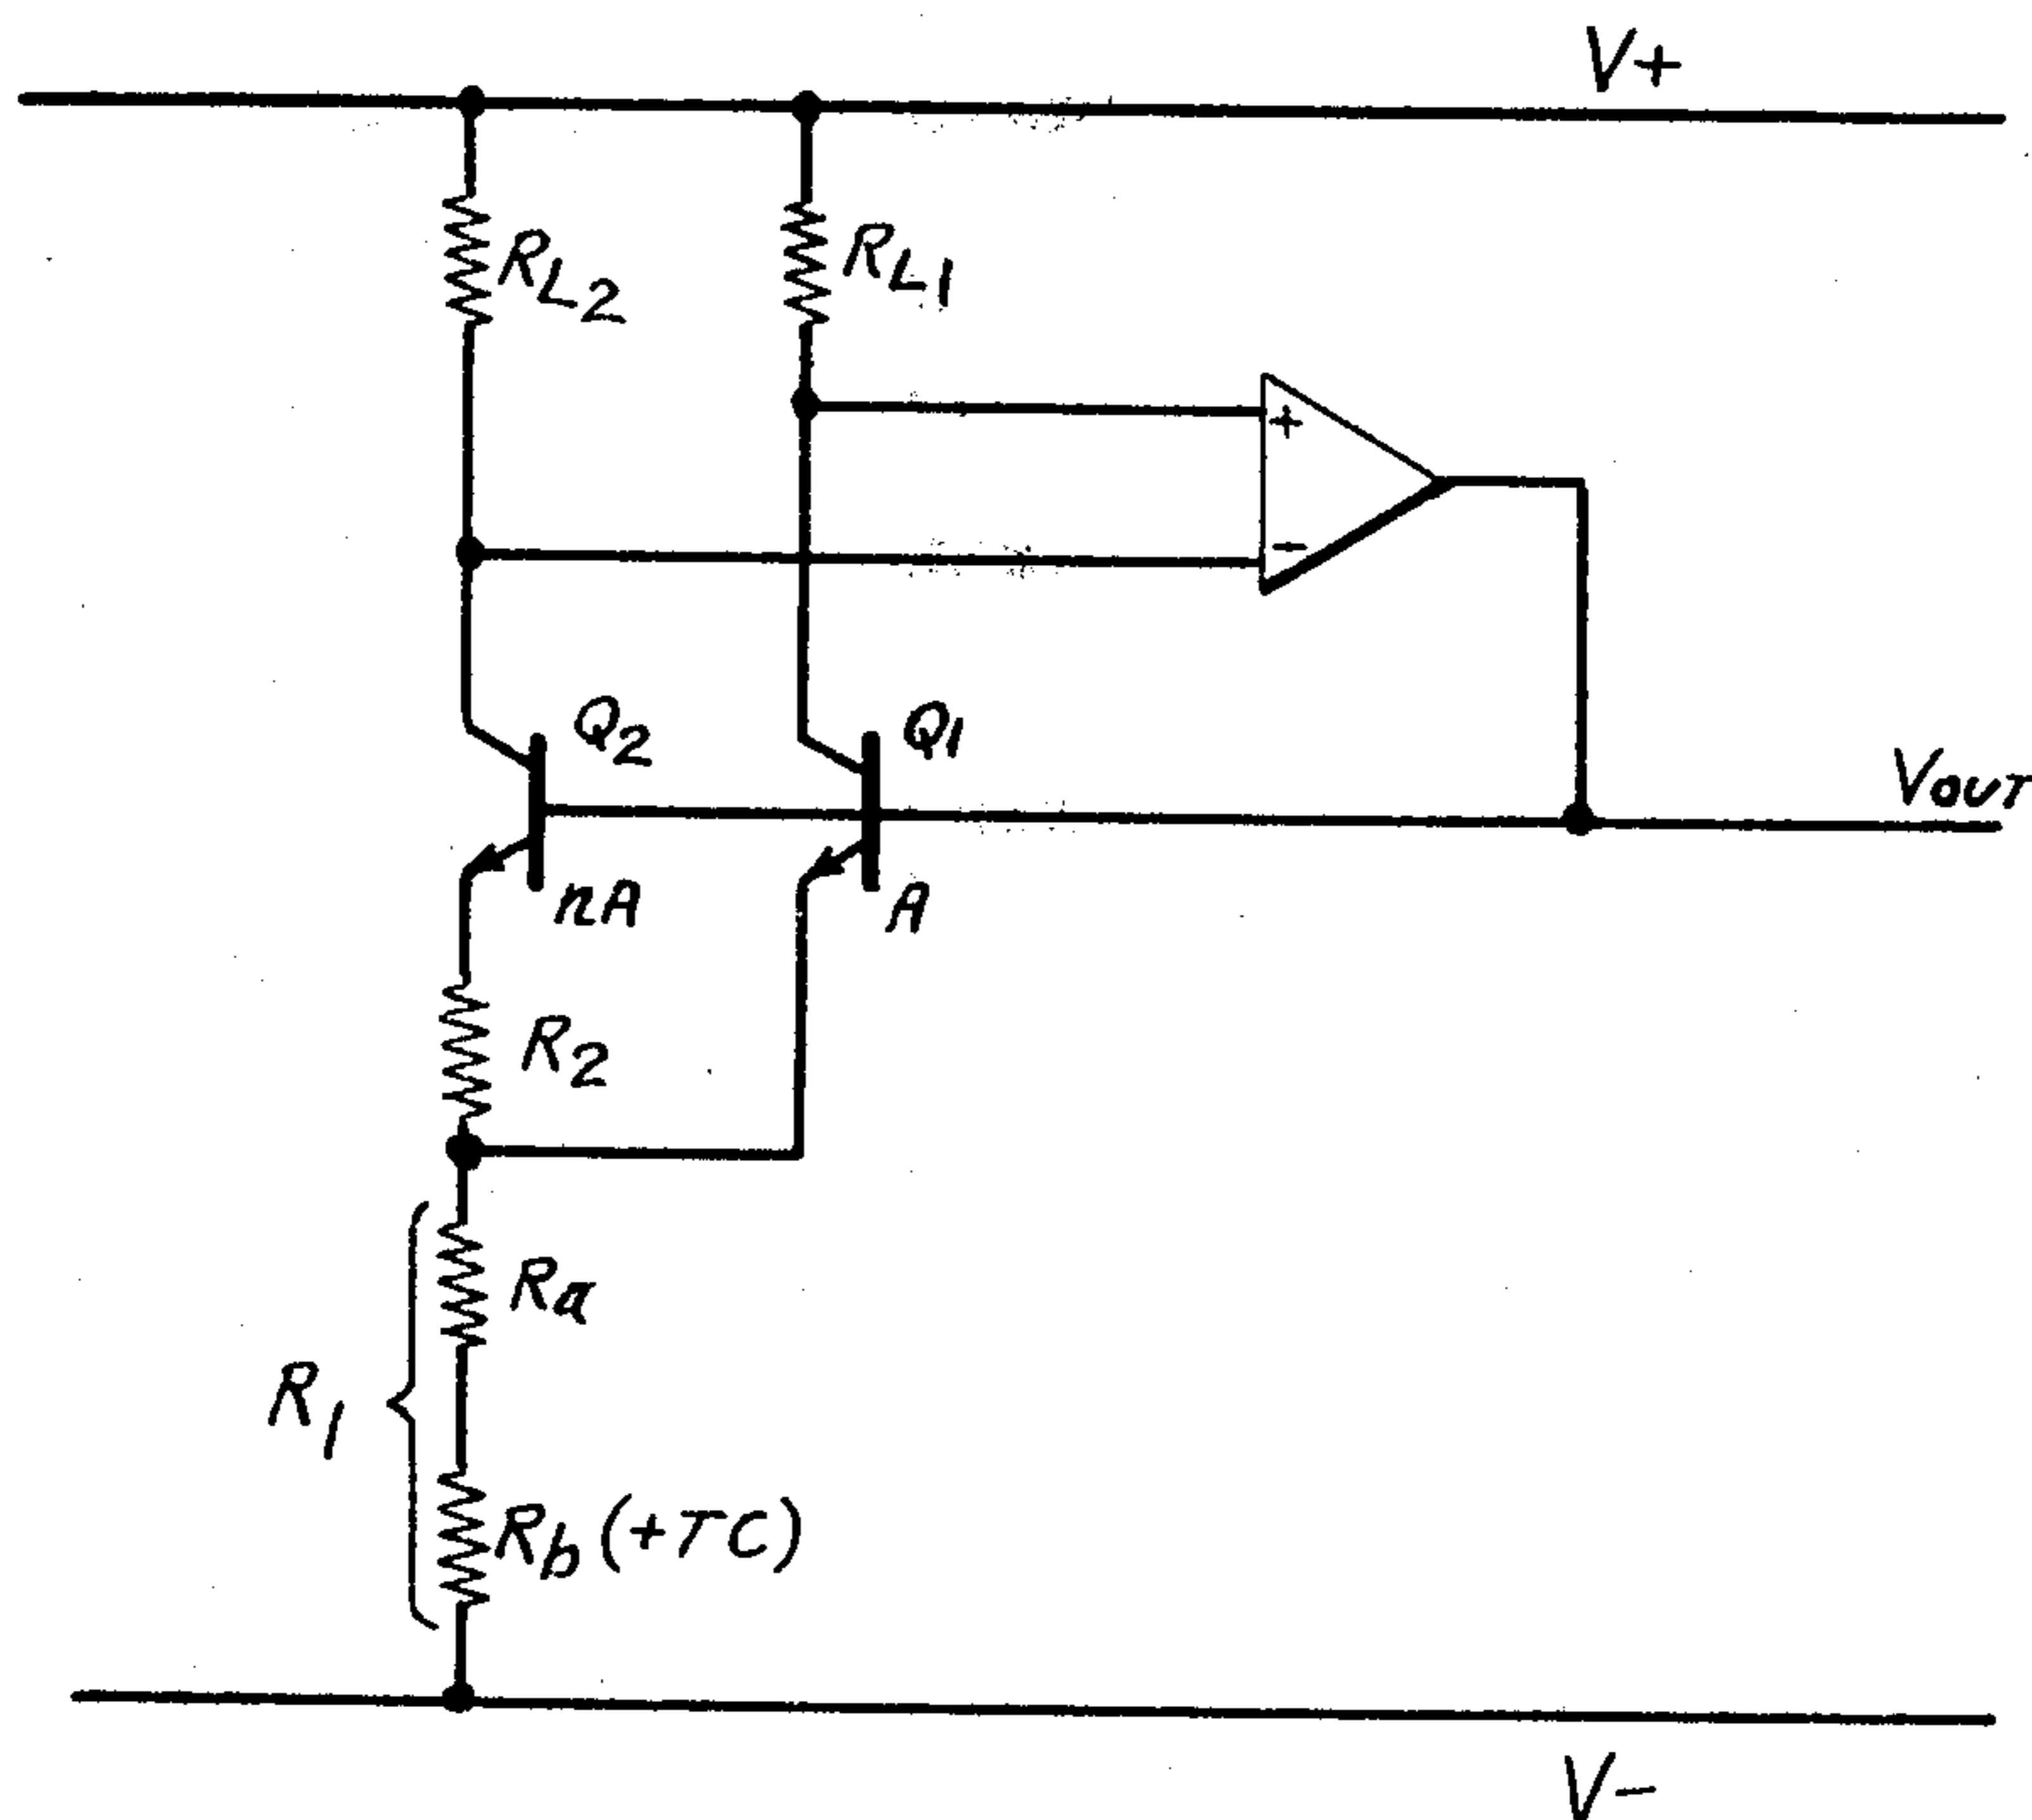 V+
RL2
RL1
+
-
Q2
Q1
VOUT
nA
A
R2
Ra
R1
Rb (+TC)
V-